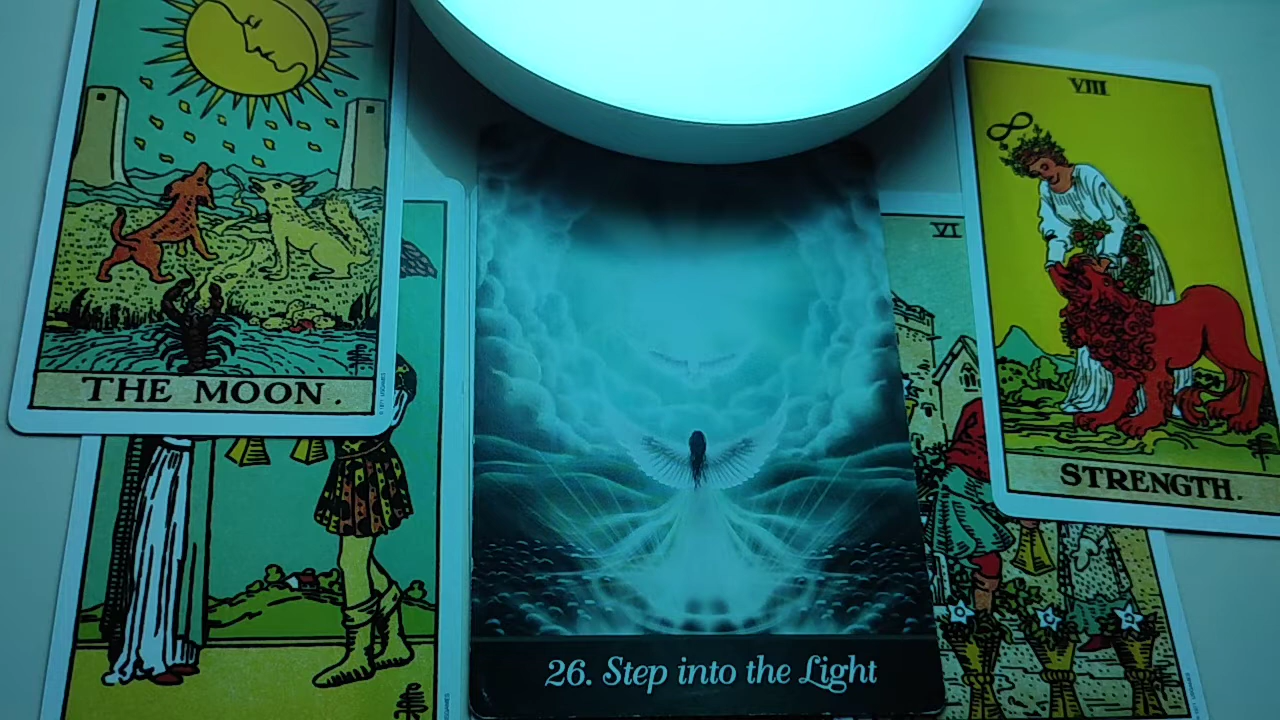 THE MOON.
VI
VIII
STRENGTH.
26. Step into the Light